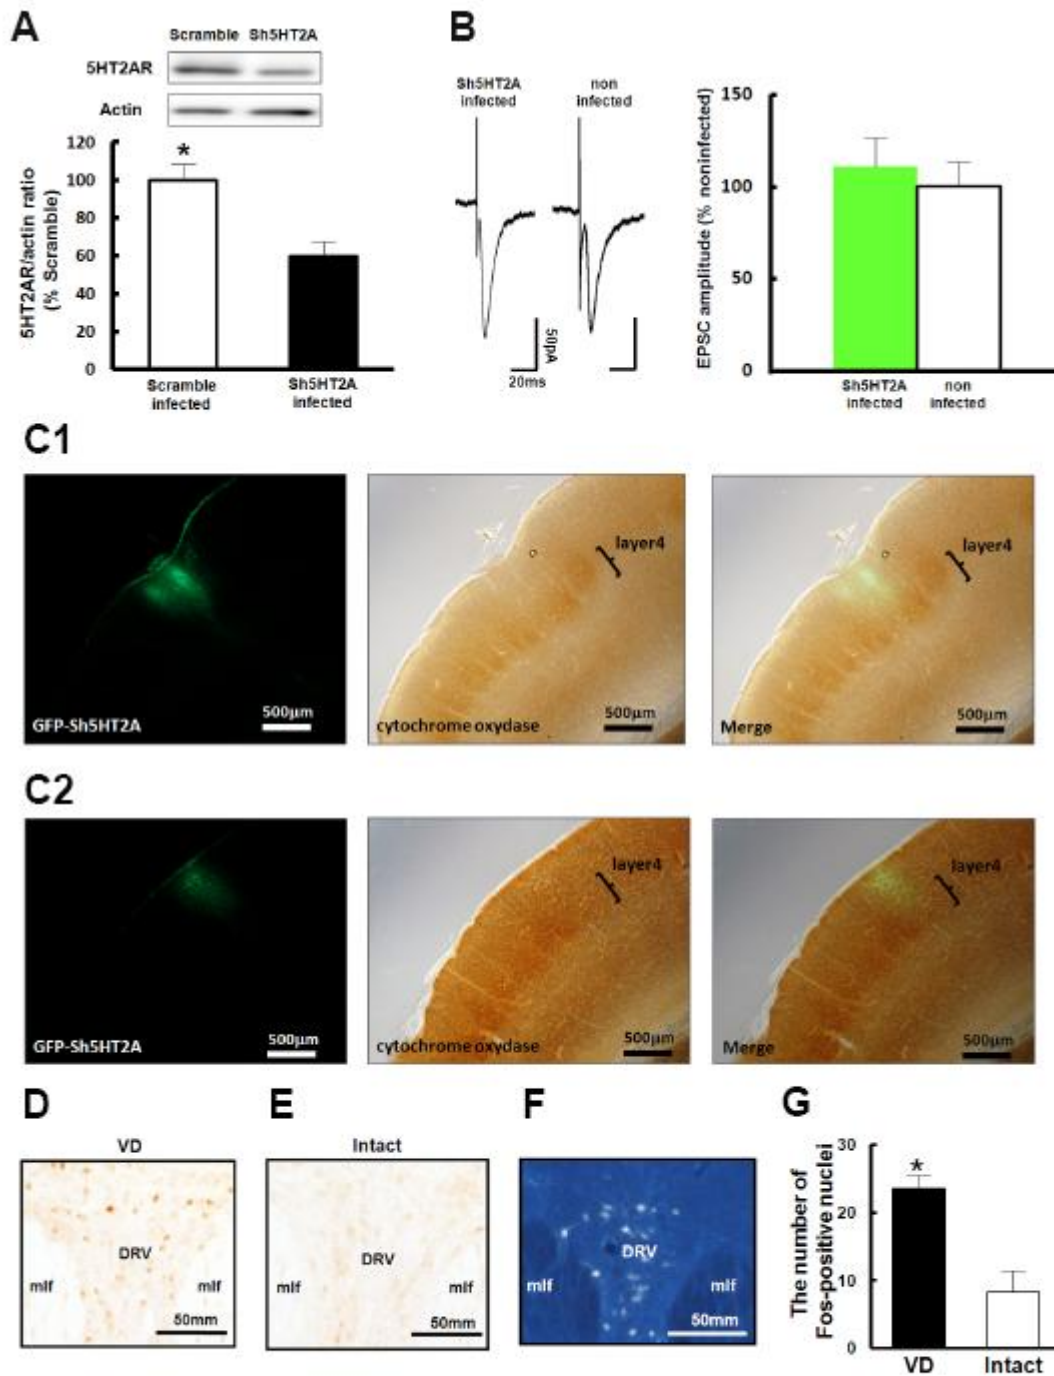 A
Scramble Sh5HT2A
5HT2AR
Actin
5HT2AR/actin ratio
(% Scramble)
120
100
80
60
40
20
0
*
Scramble
infected
Sh5HT2A
infected
B
Sh5HT2A
infected
non
infected
50pA
20ms
EPSC amplitude (% noninfected)
150
100
50
0
Sh5HT2A
infected
non
infected
C1
GFP-Sh5HT2A
500µm
layer4
cytochrome oxydase
500µm
layer4
Merge
500µm
C2
GFP-Sh5HT2A
500µm
layer4
cytochrome oxydase
500µm
layer4
Merge
500µm
D
VD
DRV
mlf
mlf
50mm
E
Intact
DRV
mlf
mlf
50mm
F
DRV
mlf
mlf
50mm
G
The number of
Fos-positive nuclei
30
20
10
0
*
VD
Intact